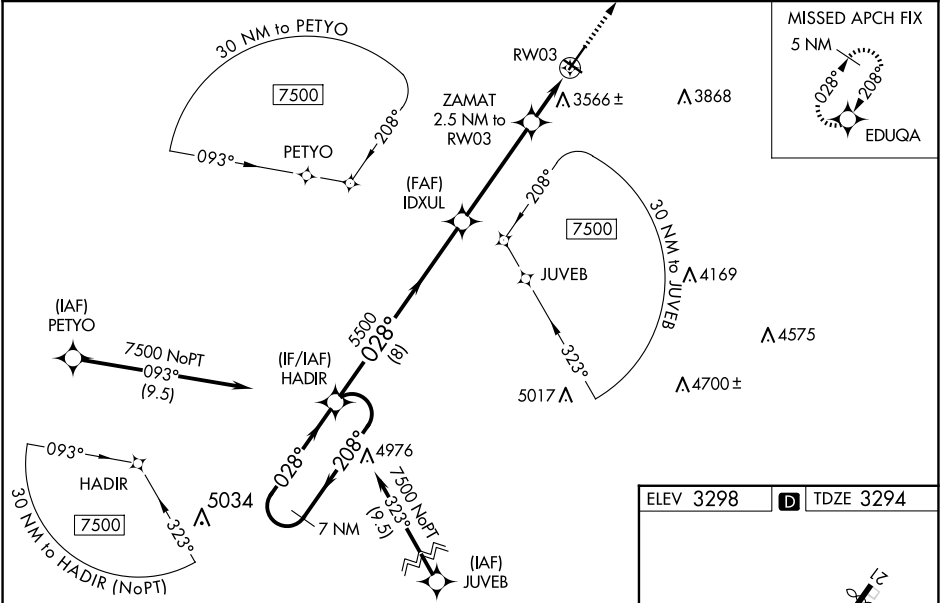 30 NM to PETYO
7500
093°
208°
PETYO
RW03
ZAMAT
2.5 NM to
RW03
3566 ±
3868
MISSED APCH FIX
5 NM
028°
208°
EDUQA
(FAF)
IDXUL
208°
7500
30 NM to JUVEB
JUVEB
323°
4169
4575
4700 ±
5017
(IAF)
PETYO
7500 NoPT
093°
(9.5)
(IF/IAF)
HADIR
5500
028°
(8)
028°
208°
4976
7 NM
093°
HADIR
7500
323°
30 NM to HADIR (NoPT)
5034
7500 NoPT
323°
(9.5)
(IAF)
JUVEB
ELEV 3298
D
TDZE 3294
21